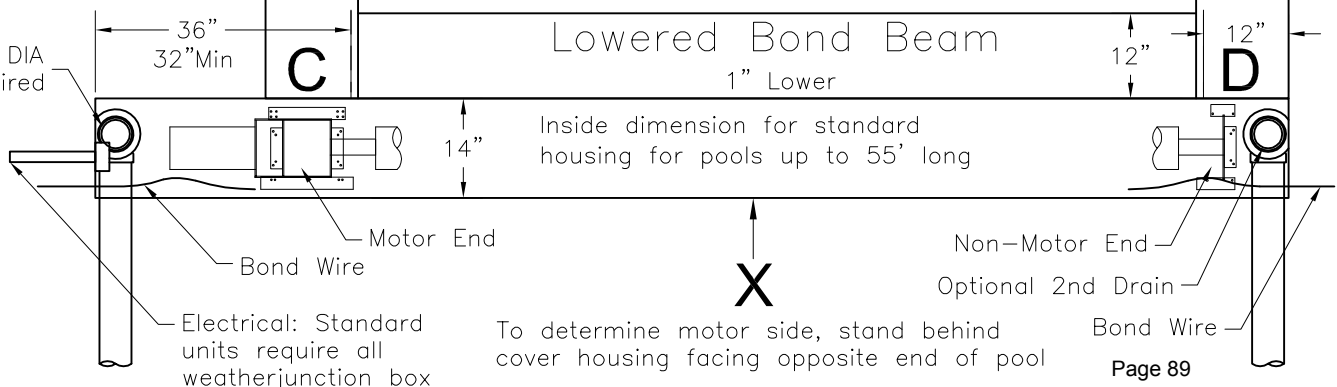 36"
32"Min
DIA
C
Lowered Bond Beam
1" Lower
12"
12"
D
14"
Inside dimension for standard
housing for pools up to 55' long
Motor End
Bond Wire
X
Non-Motor End
Optional 2nd Drain
Bond Wire
Electrical: Standard
units require all
weatherjunction box
To determine motor side, stand behind
cover housing facing opposite end of pool
Page 89